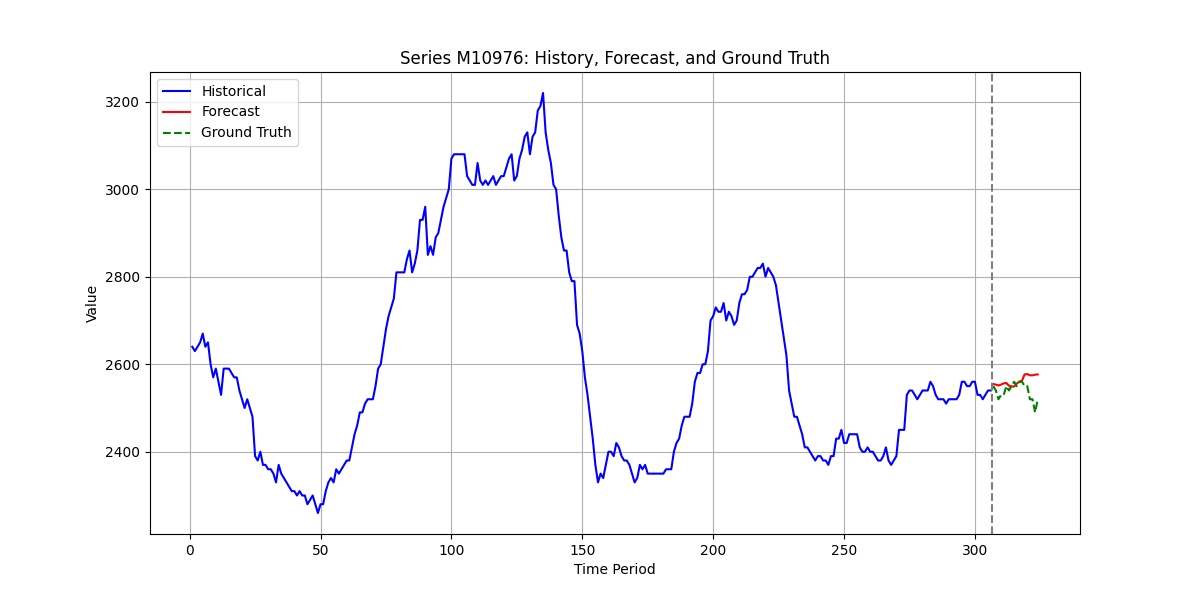 Series M10976: History, Forecast, and Ground Truth
Historical
Forecast
Ground Truth
Value
3200
3000
2800
2600
2400
0 50 100 150 200 250 300
Time Period